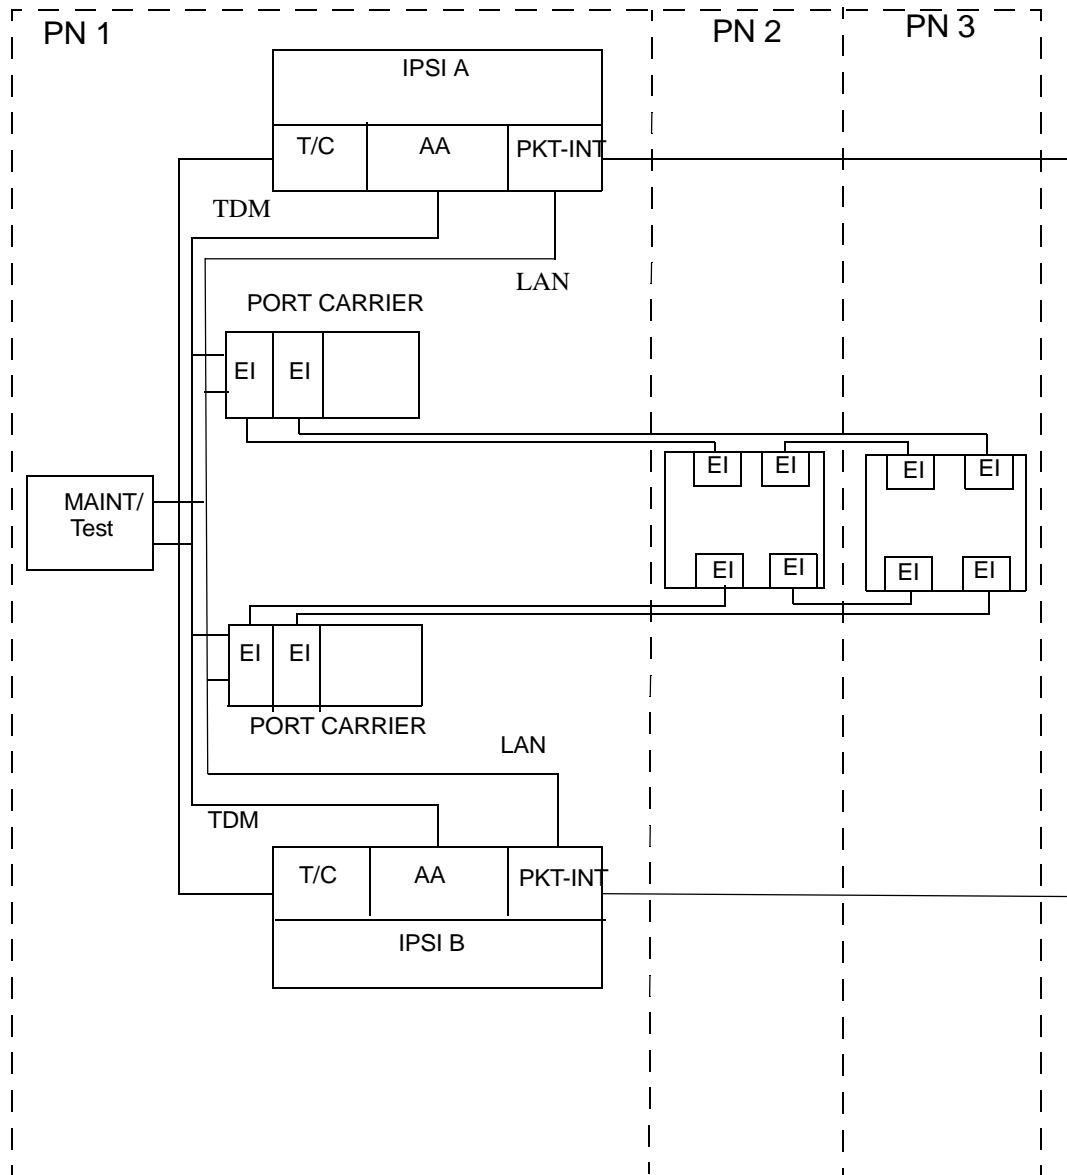 PN 1
PN 2
PN 3
IPSI A
T/C
AA
PKT-INT
TDM
LAN
PORT CARRIER
EI
EI
EI
EI
EI
EI
MAINT/
Test
EI
EI
EI
EI
EI
EI
PORT CARRIER
LAN
TDM
T/C
AA
PKT-INT
IPSI B